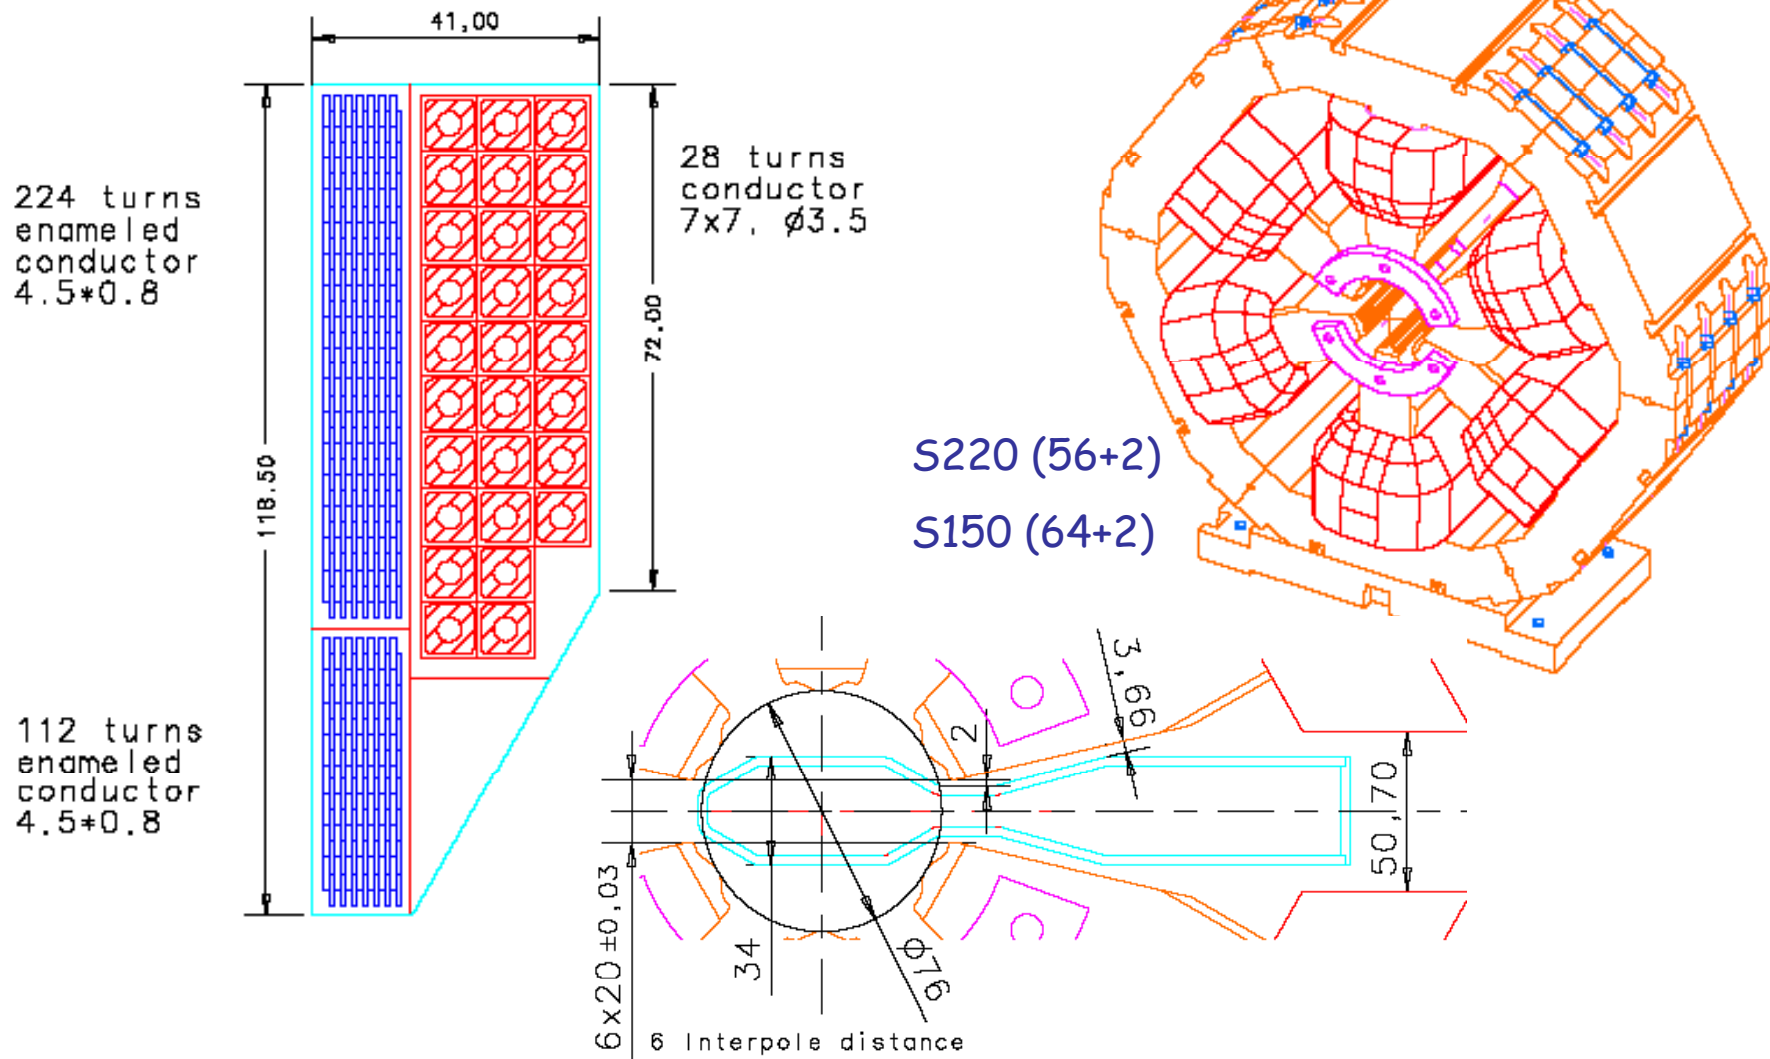 41,00
224 turns
enameled
conductor
4.5*0.8
118.50
72.00
28 turns
conductor
7x7, Ø3.5
112 turns
enameled
conductor
4.5*0.8
S220 (56+2)
S150 (64+2)
3,66
2
50,70
34
Ø76
6x20±0,03
6 Interpole distance